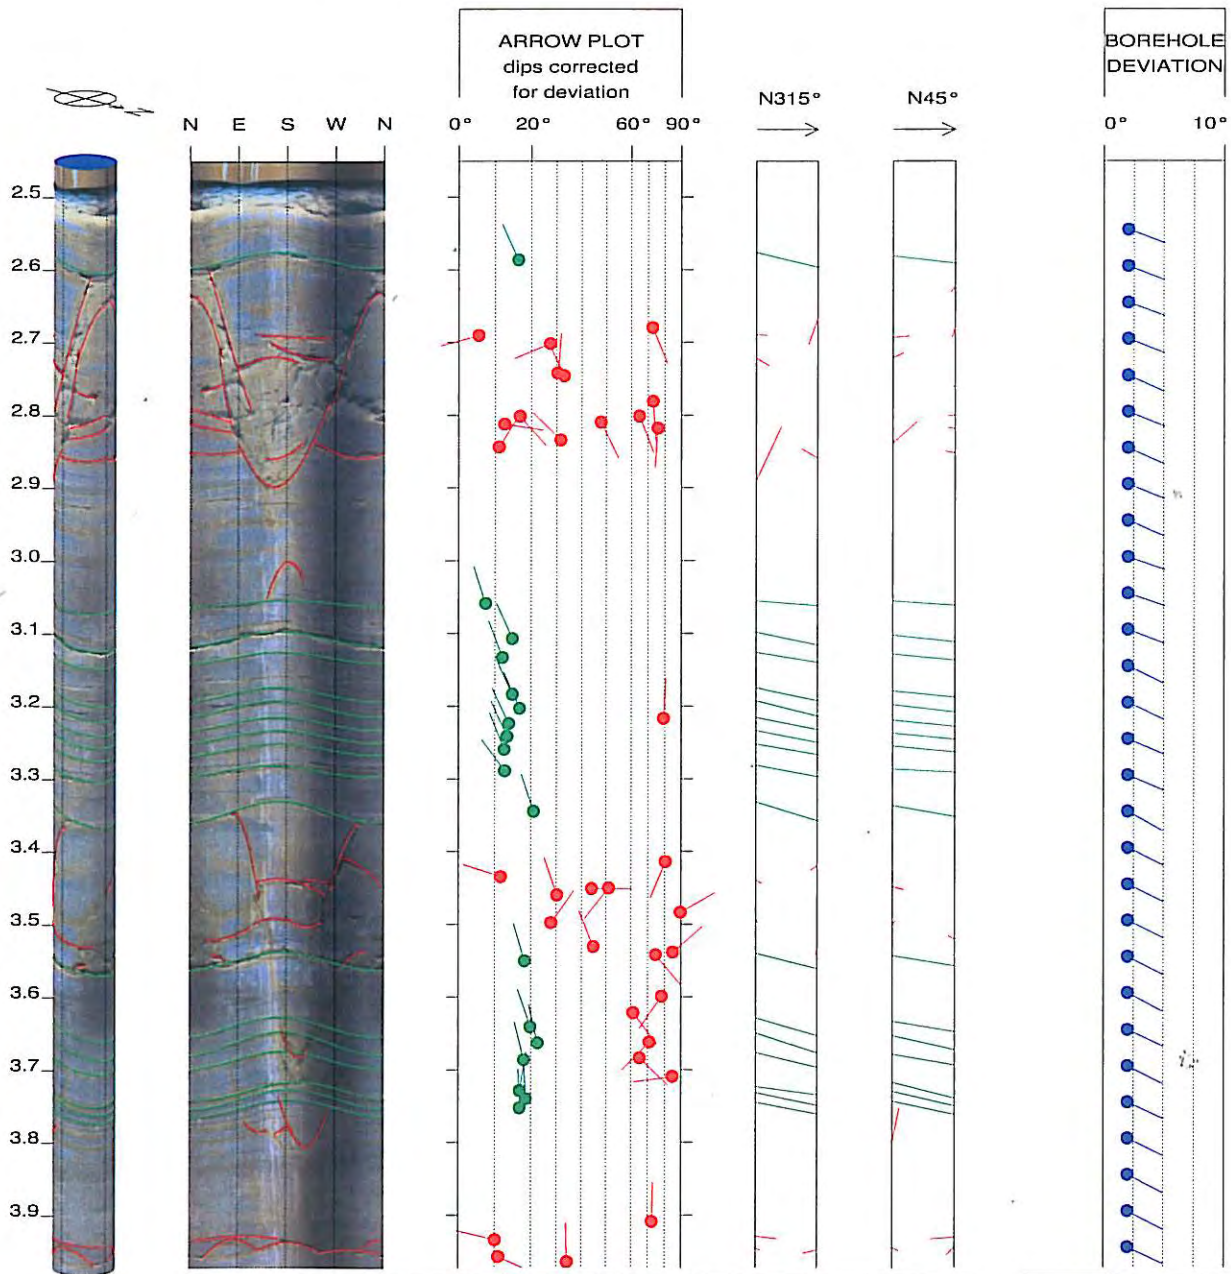 ARROW PLOT
dips corrected
for deviation
BOREHOLE
DEVIATION
N
N E S W N
0° 20° 60° 90°
N315°
N45°
0° 10°
2.5
2.6
2.7
2.8
2.9
3.0
3.1
3.2
3.3
3.4
3.5
3.6
3.7
3.8
3.9